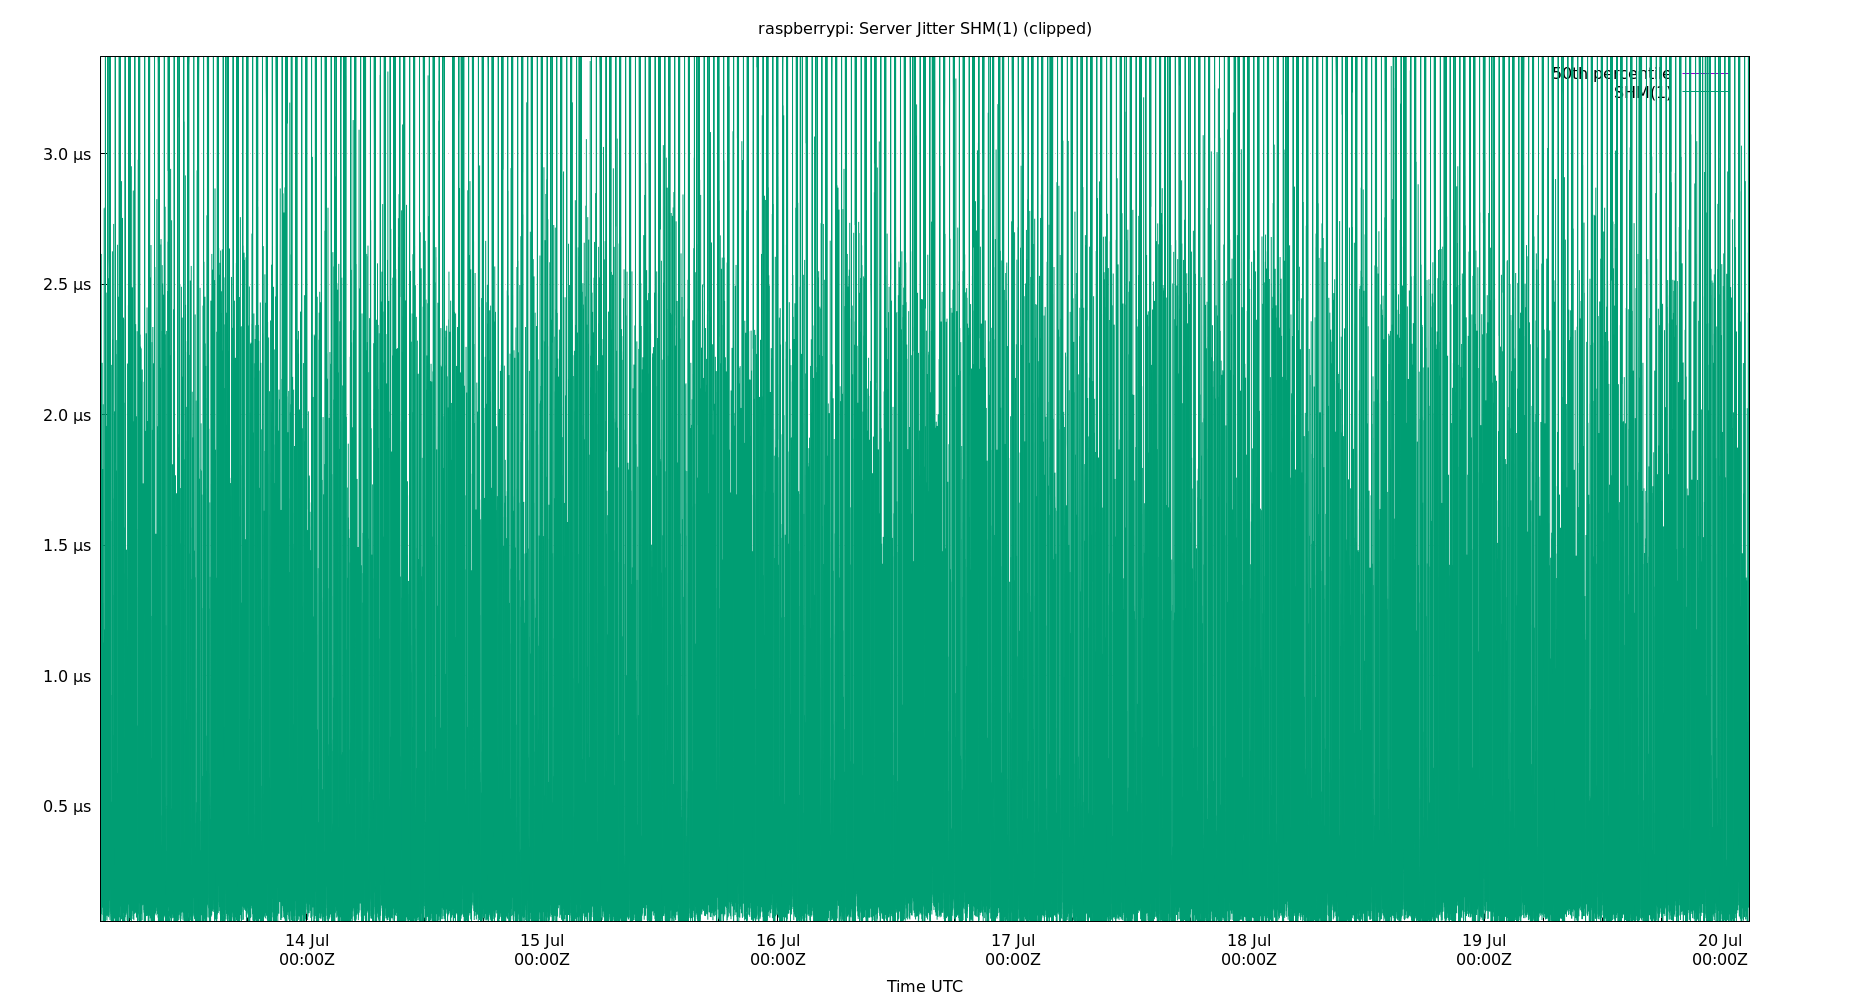 raspberrypi: Server Jitter SHM(1) (clipped)
50th percentile
SHM(1)
3.0 µs
2.5 µs
2.0 µs
1.5 µs
1.0 µs
0.5 µs
14 Jul 15 Jul 16 Jul 17 Jul 18 Jul 19 Jul 20 Jul
00:00Z 00:00Z 00:00Z 00:00Z 00:00Z 00:00Z 00:00Z
Time UTC